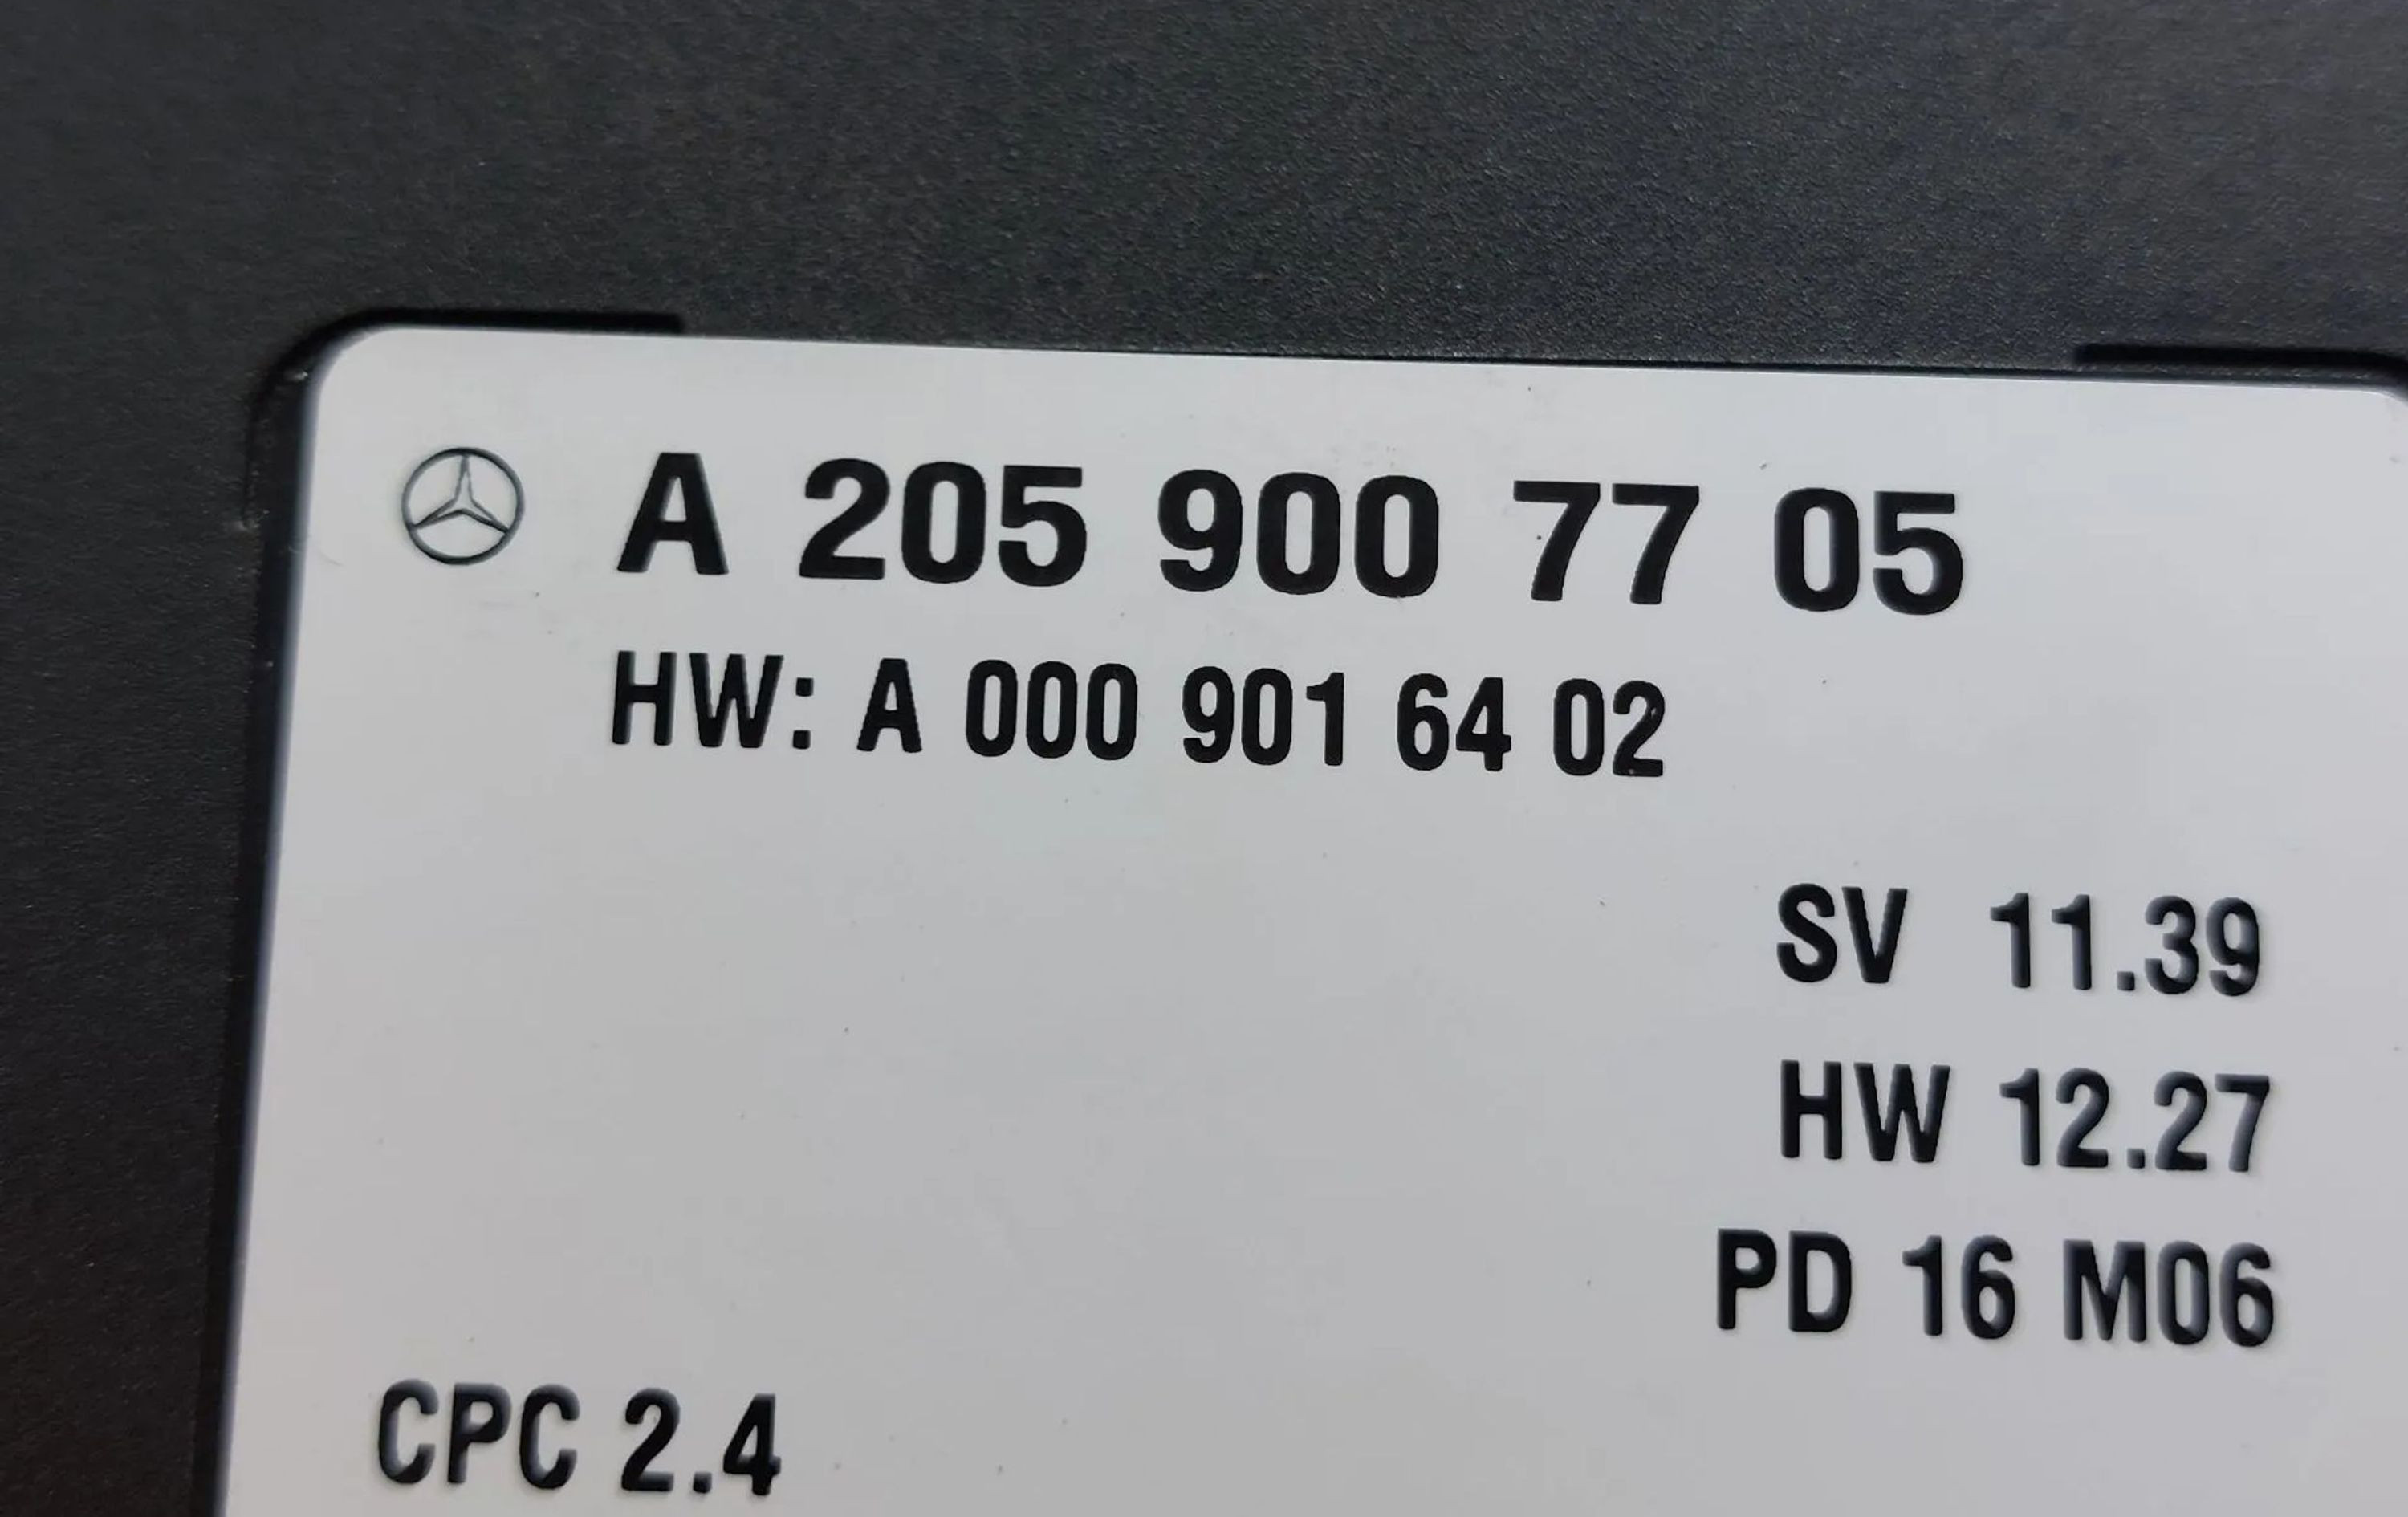 A 205 900 77 05
HW: A 000 901 64 02
SV 11.39
HW 12.27
PD 16 M06
CPC 2.4